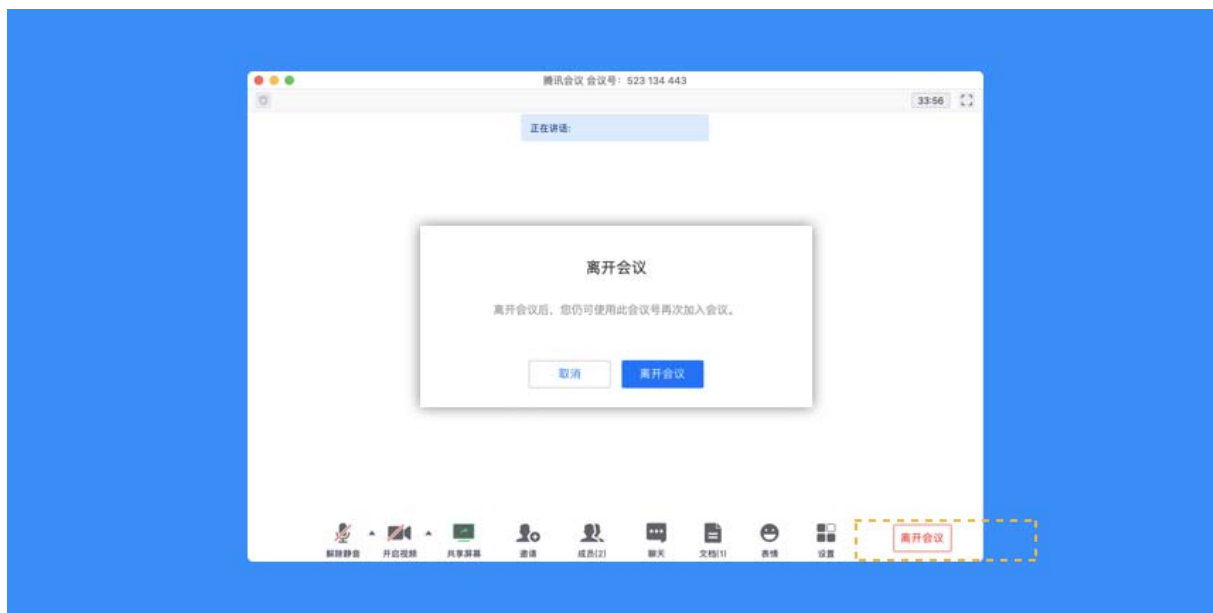 腾讯会议 会议号：523 134 443
33:56
正在讲话:
离开会议
离开会议后，您仍可使用此会议号再次加入会议。
取消
离开会议
解除静音
开启视频
共享屏幕
邀请
成员(2)
聊天
文档(1)
表情
设置
离开会议